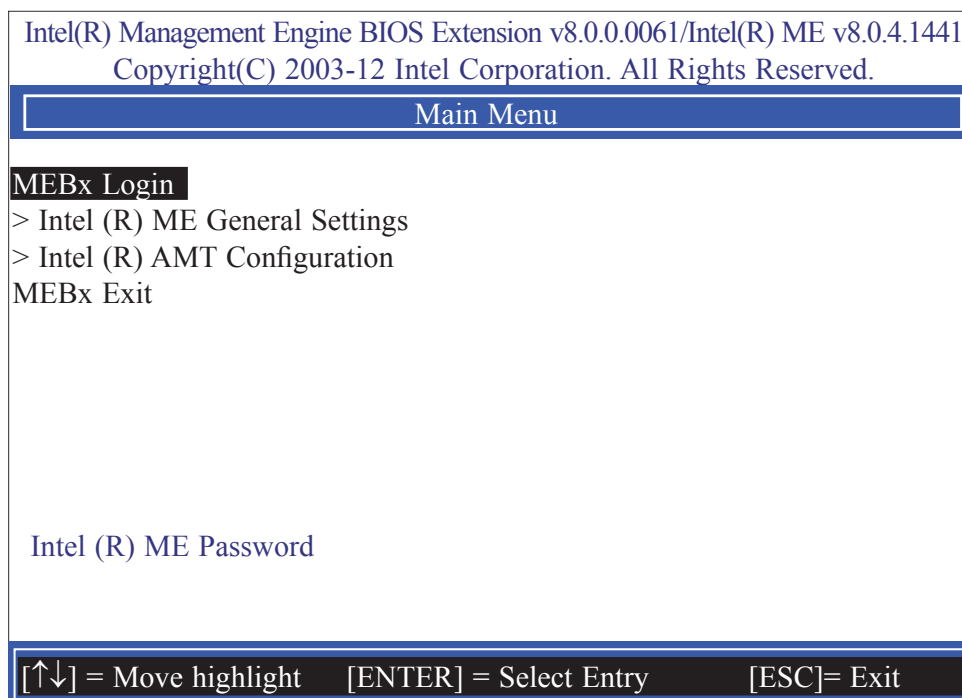 Intel(R) Management Engine BIOS Extension v8.0.0.0061/Intel(R) ME v8.0.4.1441
Copyright(C) 2003-12 Intel Corporation. All Rights Reserved.
Main Menu
MEBx Login
> Intel (R) ME General Settings
> Intel (R) AMT Configuration
MEBx Exit
Intel (R) ME Password
[↑↓] = Move highlight [ENTER] = Select Entry [ESC]= Exit